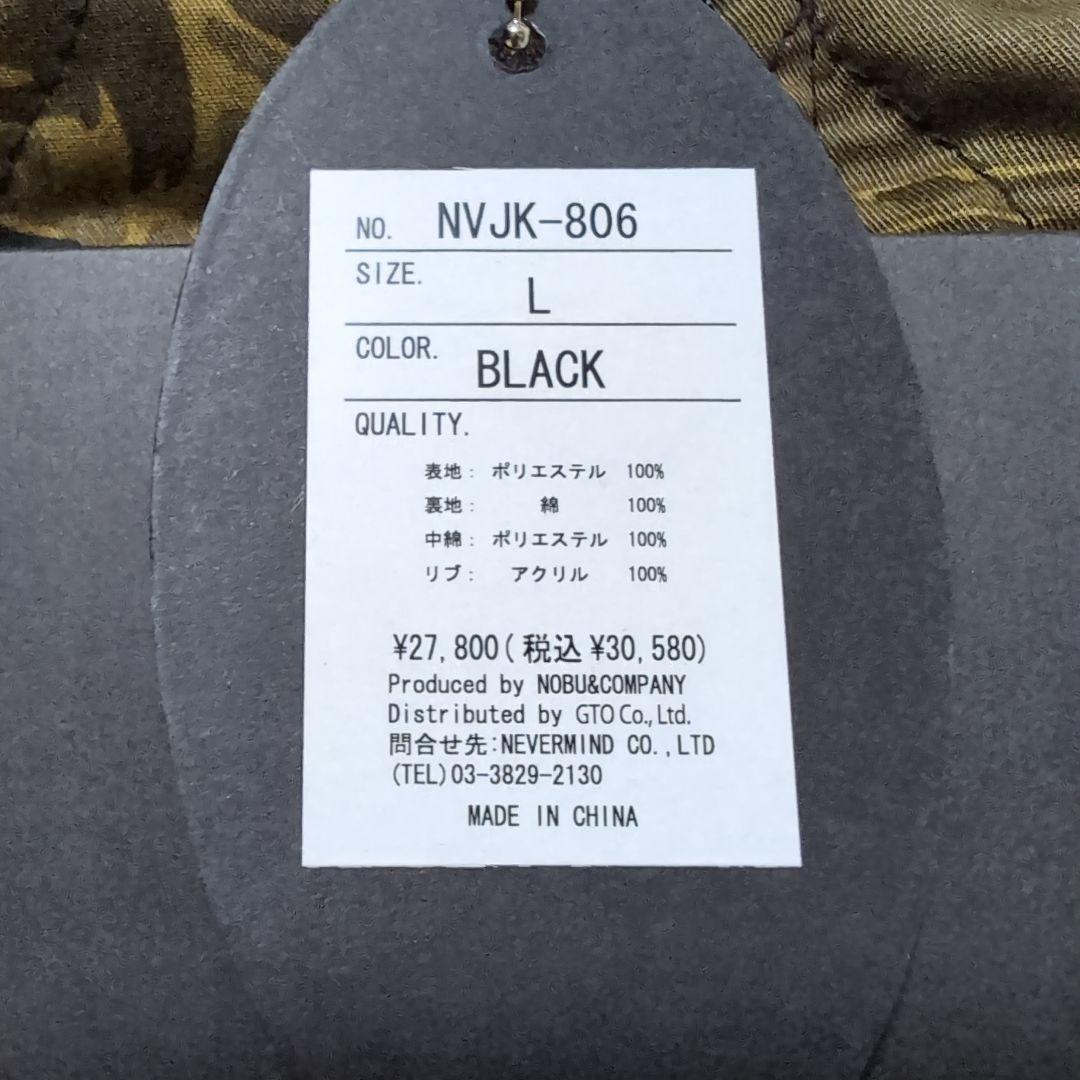 NO. NVJK-806
SIZE. L
COLOR. BLACK
QUALITY.
表地: ポリエステル 100%
裏地: 綿 100%
中綿: ポリエステル 100%
リブ: アクリル 100%
¥27,800(税込¥30,580)
Produced by NOBU&COMPANY
Distributed by GTO Co.,Ltd.
問合せ先:NEVERMIND CO.,LTD
(TEL)03-3829-2130
MADE IN CHINA